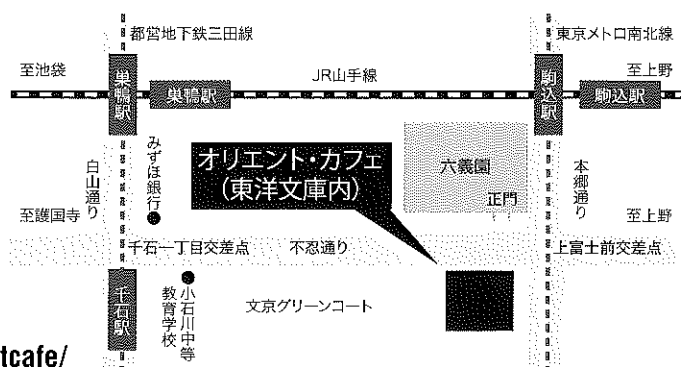 都営地下鉄三田線
東京メトロ南北線
至池袋
巣鴨駅
巣鴨駅
JR山手線
駒込駅
駒込駅
至上野
白山通り
みずほ銀行
オリエント・カフェ
(東洋文庫内)
六義園
正門
本郷通り
至護国寺
至上野
千石一丁目交差点
不忍通り
上富士前交差点
千石駅
小石川中等
教育学校
文京グリーンコート
tcafe/